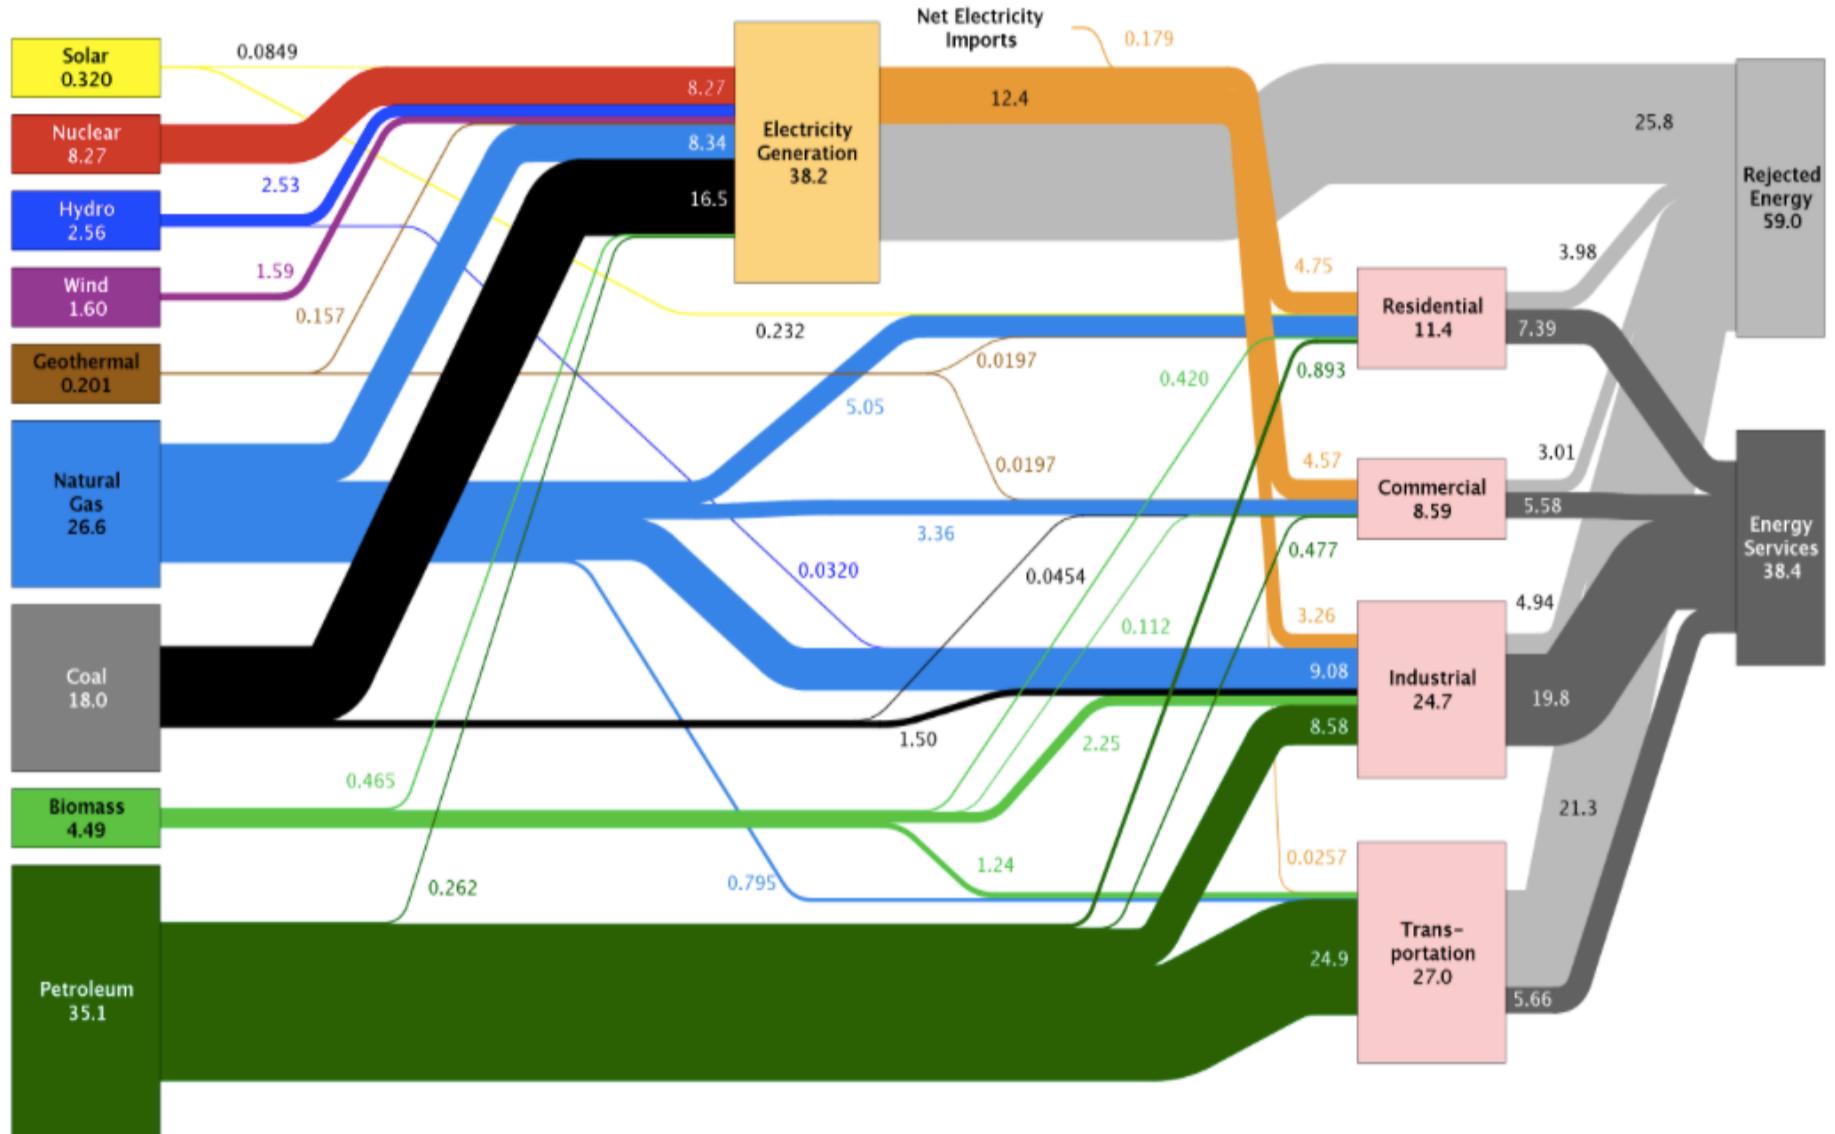 Net Electricity
Imports
0.179
Solar
0.320
0.0849
Nuclear
8.27
8.27
2.53
Hydro
2.56
Wind
1.60
1.59
0.157
Geothermal
0.201
Natural
Gas
26.6
Coal
18.0
Biomass
4.49
Petroleum
35.1
8.34
16.5
Electricity
Generation
38.2
12.4
25.8
Rejected
Energy
59.0
0.232
0.0197
5.05
0.0197
3.36
0.0320
0.0454
0.420
0.893
0.112
0.477
4.75
Residential
11.4
3.98
7.39
4.57
Commercial
8.59
3.01
5.58
Energy
Services
38.4
3.26
9.08
8.58
Industrial
24.7
4.94
19.8
1.50
2.25
0.465
0.262
0.795
1.24
0.0257
24.9
Trans-
portation
27.0
21.3
5.66